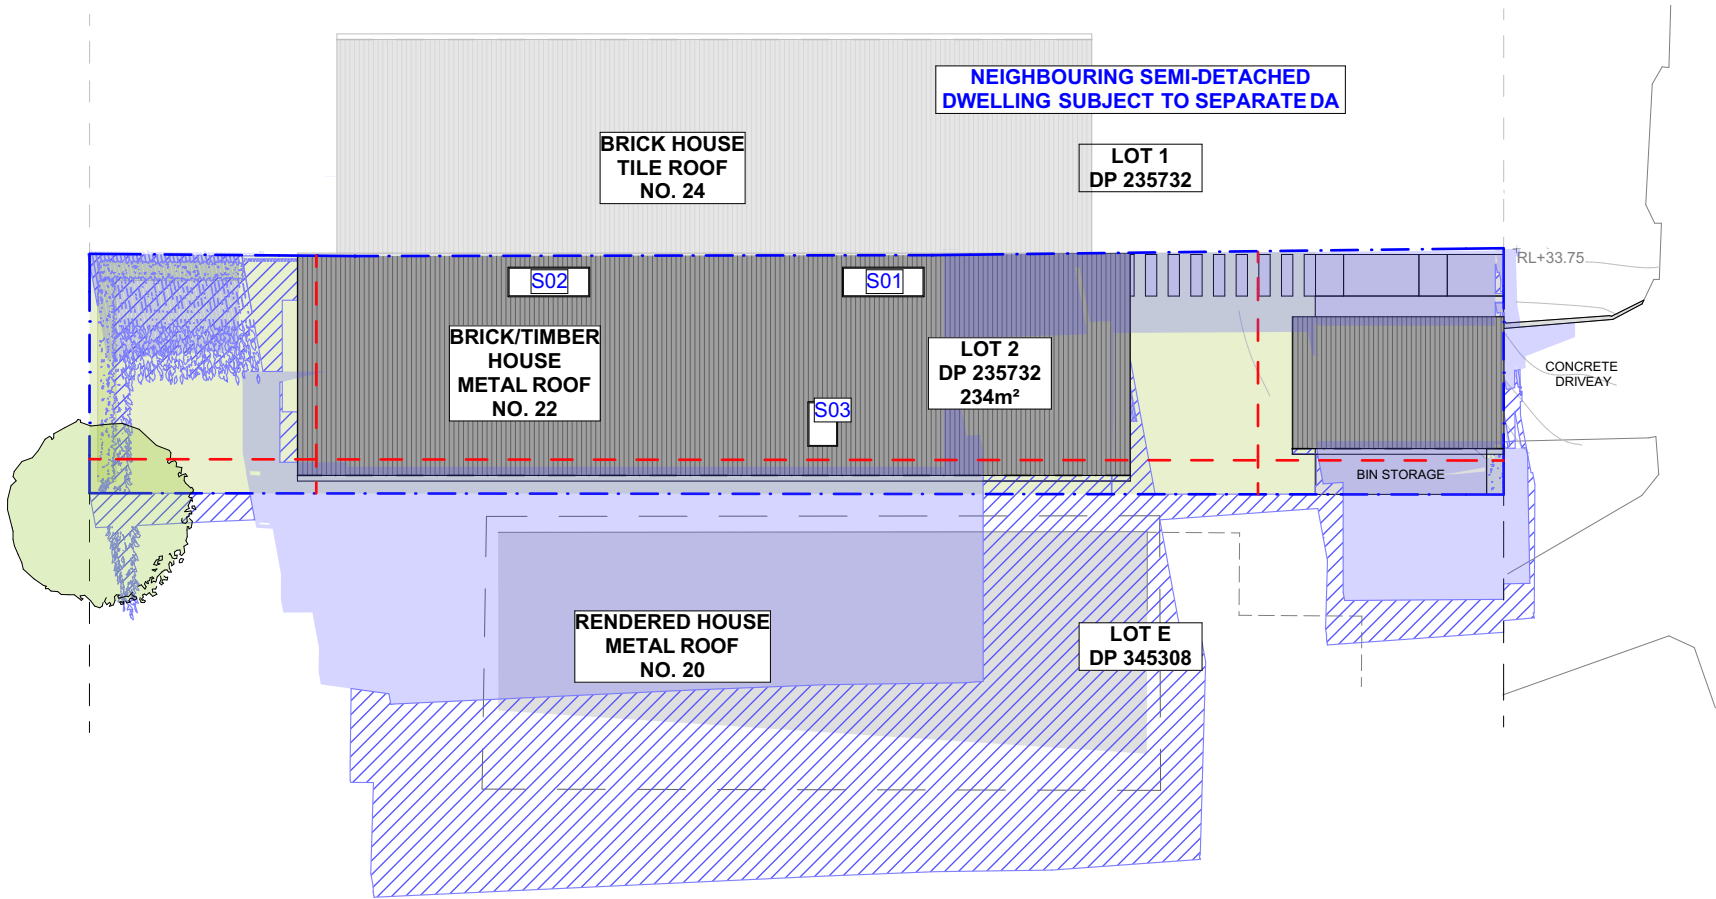 NEIGHBOURING SEMI-DETACHED
DWELLING SUBJECT TO SEPARATE DA
BRICK HOUSE
TILE ROOF
NO. 24
LOT 1
DP 235732
RL+33.75
S02
S01
BRICK/TIMBER
HOUSE
METAL ROOF
NO. 22
LOT 2
DP 235732
234m²
S03
CONCRETE
DRIVEAY
BIN STORAGE
RENDERED HOUSE
METAL ROOF
NO. 20
LOT E
DP 345308